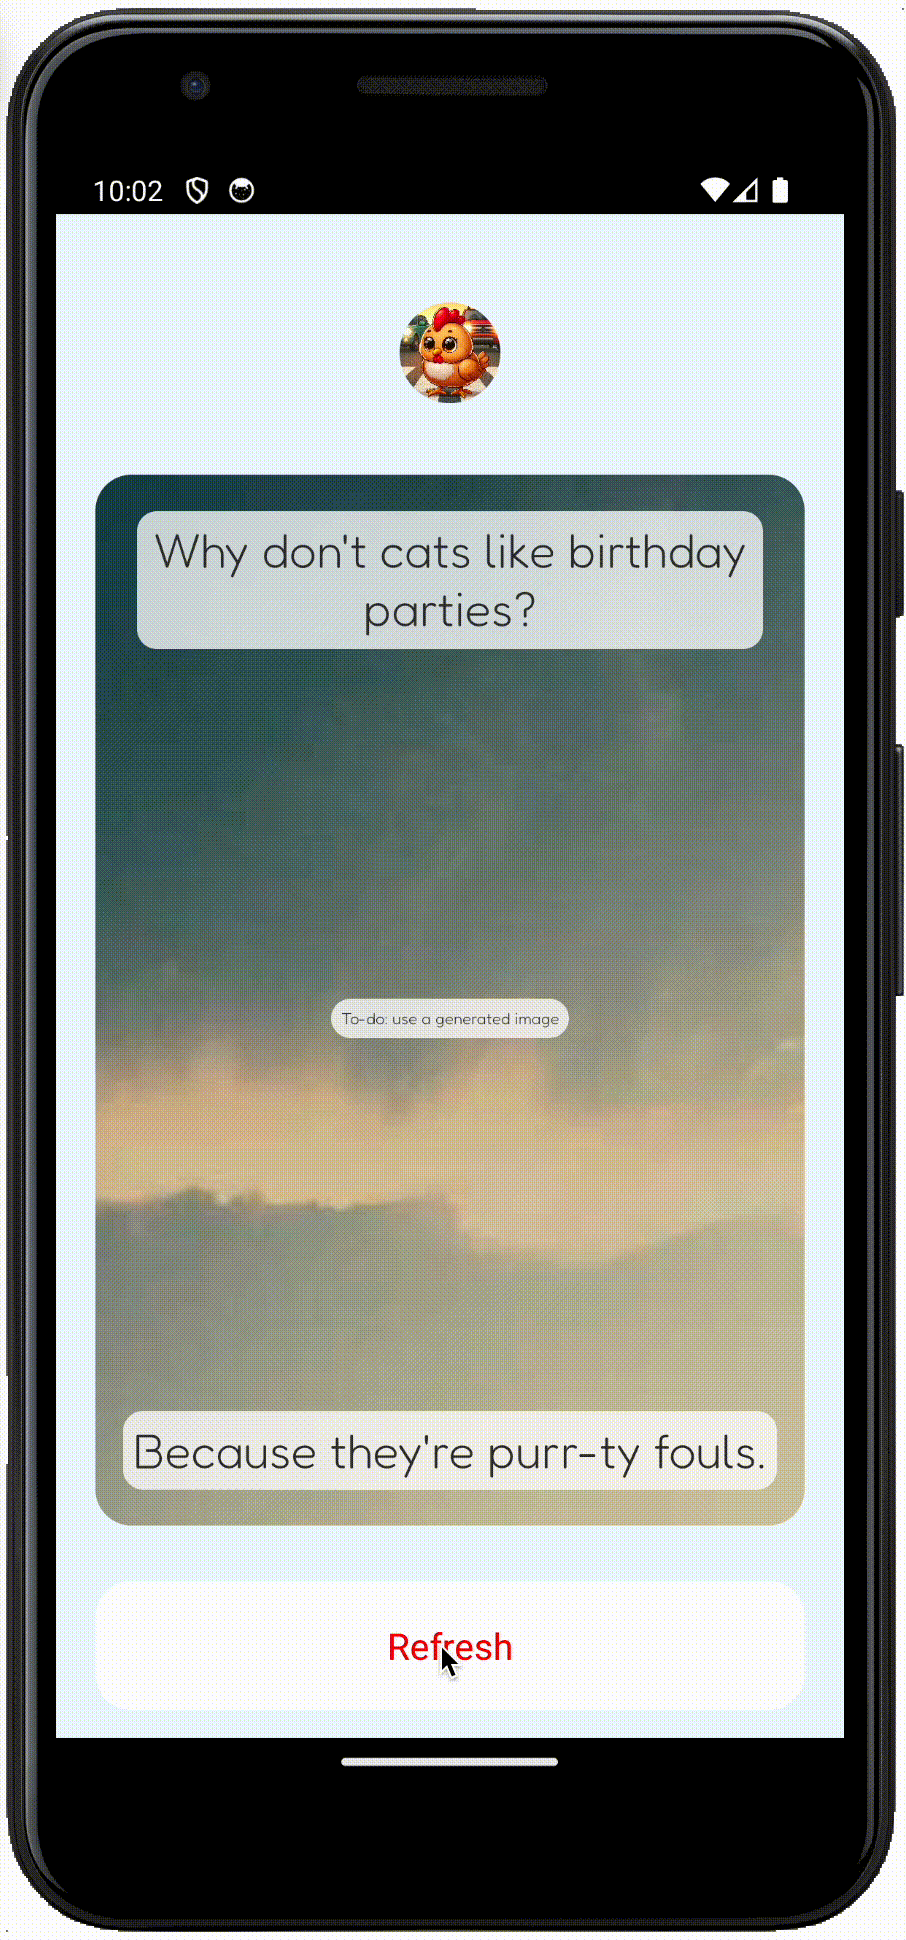 10:02
Why don't cats like birthday
parties?
To-do: use a generated image
Because they're purr-ty fouls.
Refresh